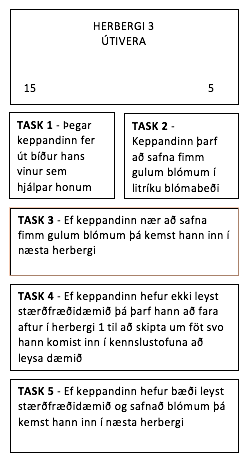 HERBERGI 3
ÚTIVERA
15
5
TASK 1 - Þegar
keppandinn fer
út bíður hans
vinur sem
hjálpar honum
TASK 2 -
Keppandinn þarf
að safna fimm
gulum blómum í
litríku blómabeði
TASK 3 - Ef keppandinn nær að safna
fimm gulum blómum þá kemst hann inn í
næsta herbergi
TASK 4 - Ef keppandinn hefur ekki leyst
stærðfræðidæmið þá þarf hann að fara
aftur í herbergi 1 til að skipta um föt svo
hann komist inn í kennslustofuna að
leysa dæmið
TASK 5 - Ef keppandinn hefur bæði leyst
stærðfræðidæmið og safnað blómum þá
kemst hann inn í næsta herbergi